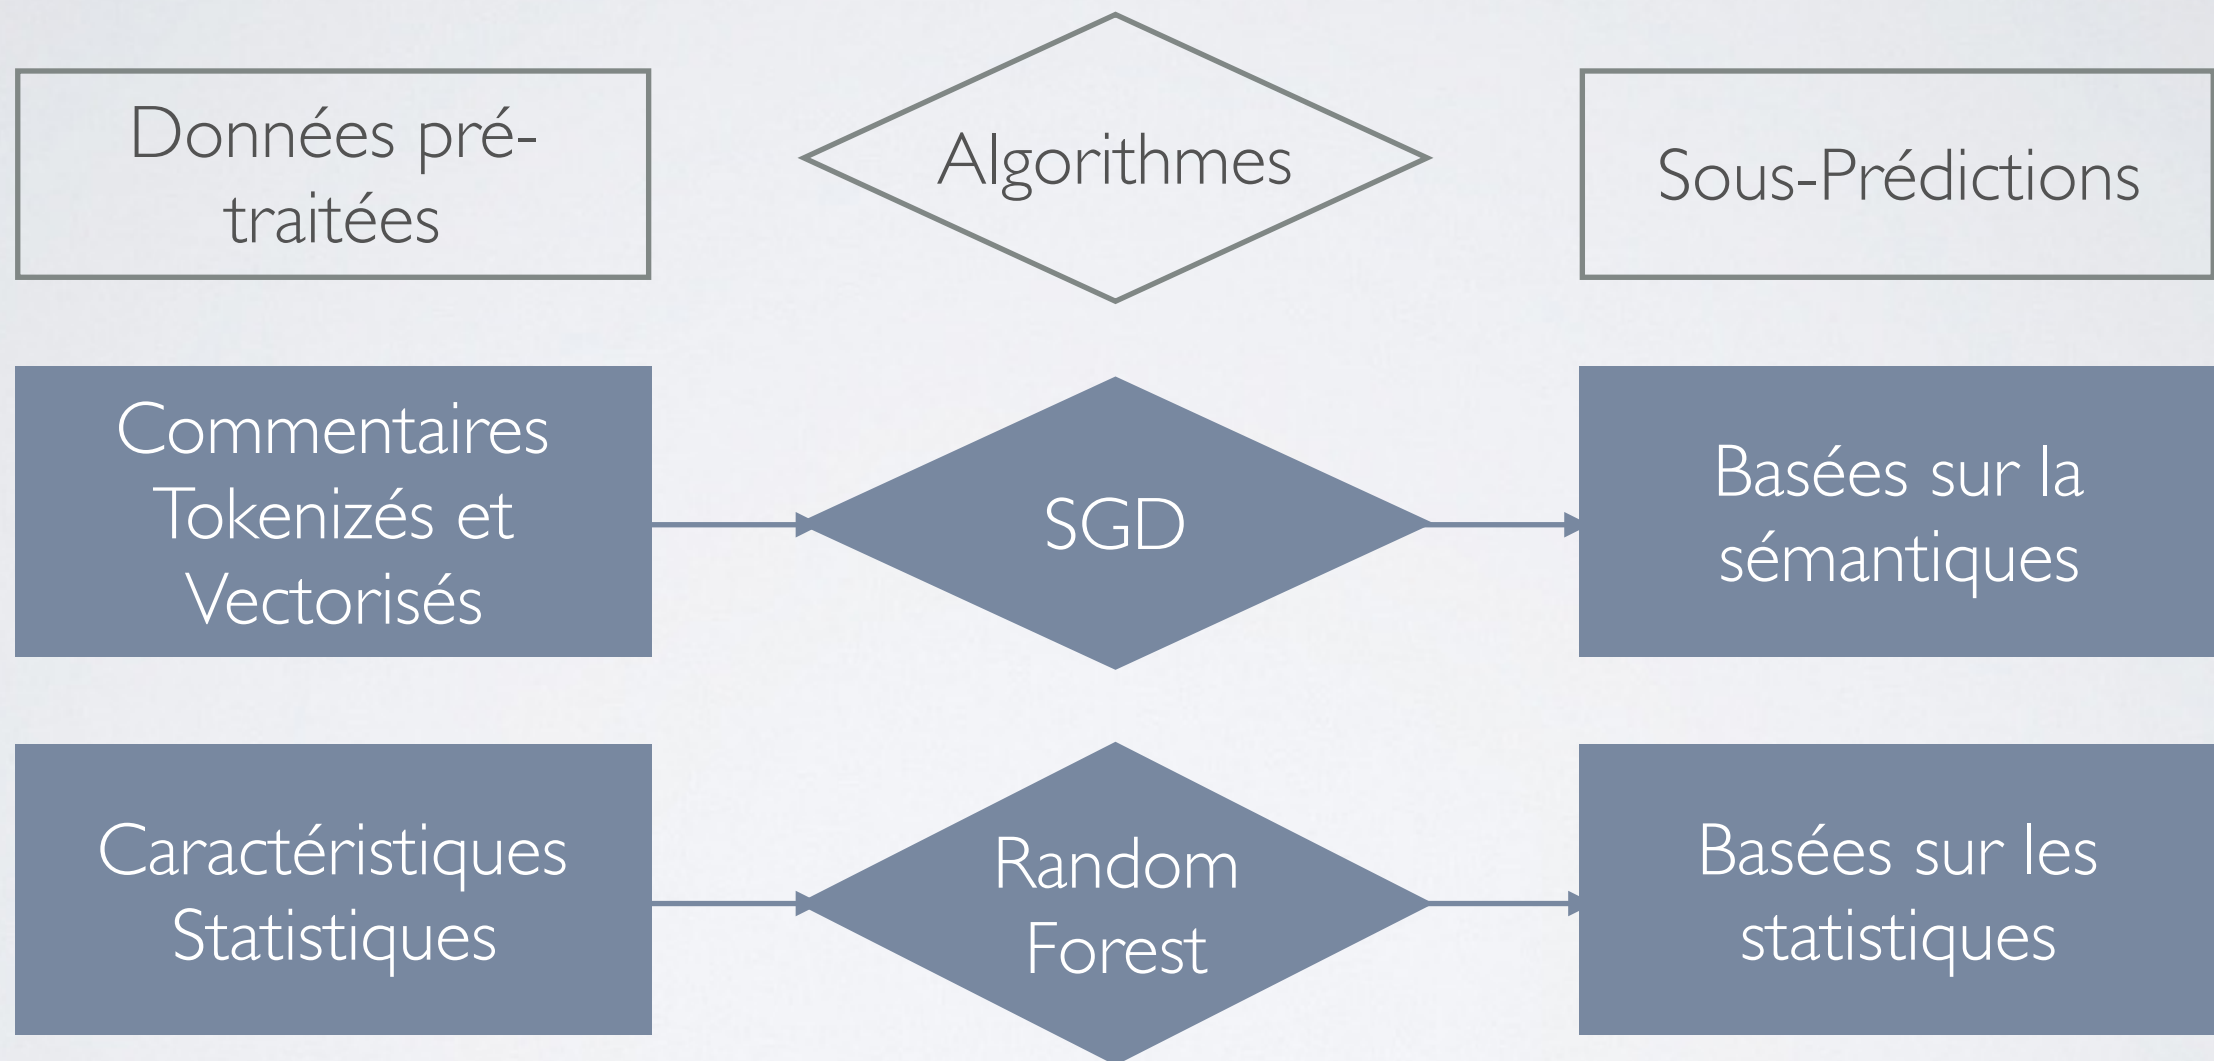 Données pré-
traitées
Algorithmes
Sous-Prédictions
Commentaires
Tokenizés et
Vectorisés
SGD
Basées sur la
sémantiques
Caractéristiques
Statistiques
Random
Forest
Basées sur les
statistiques